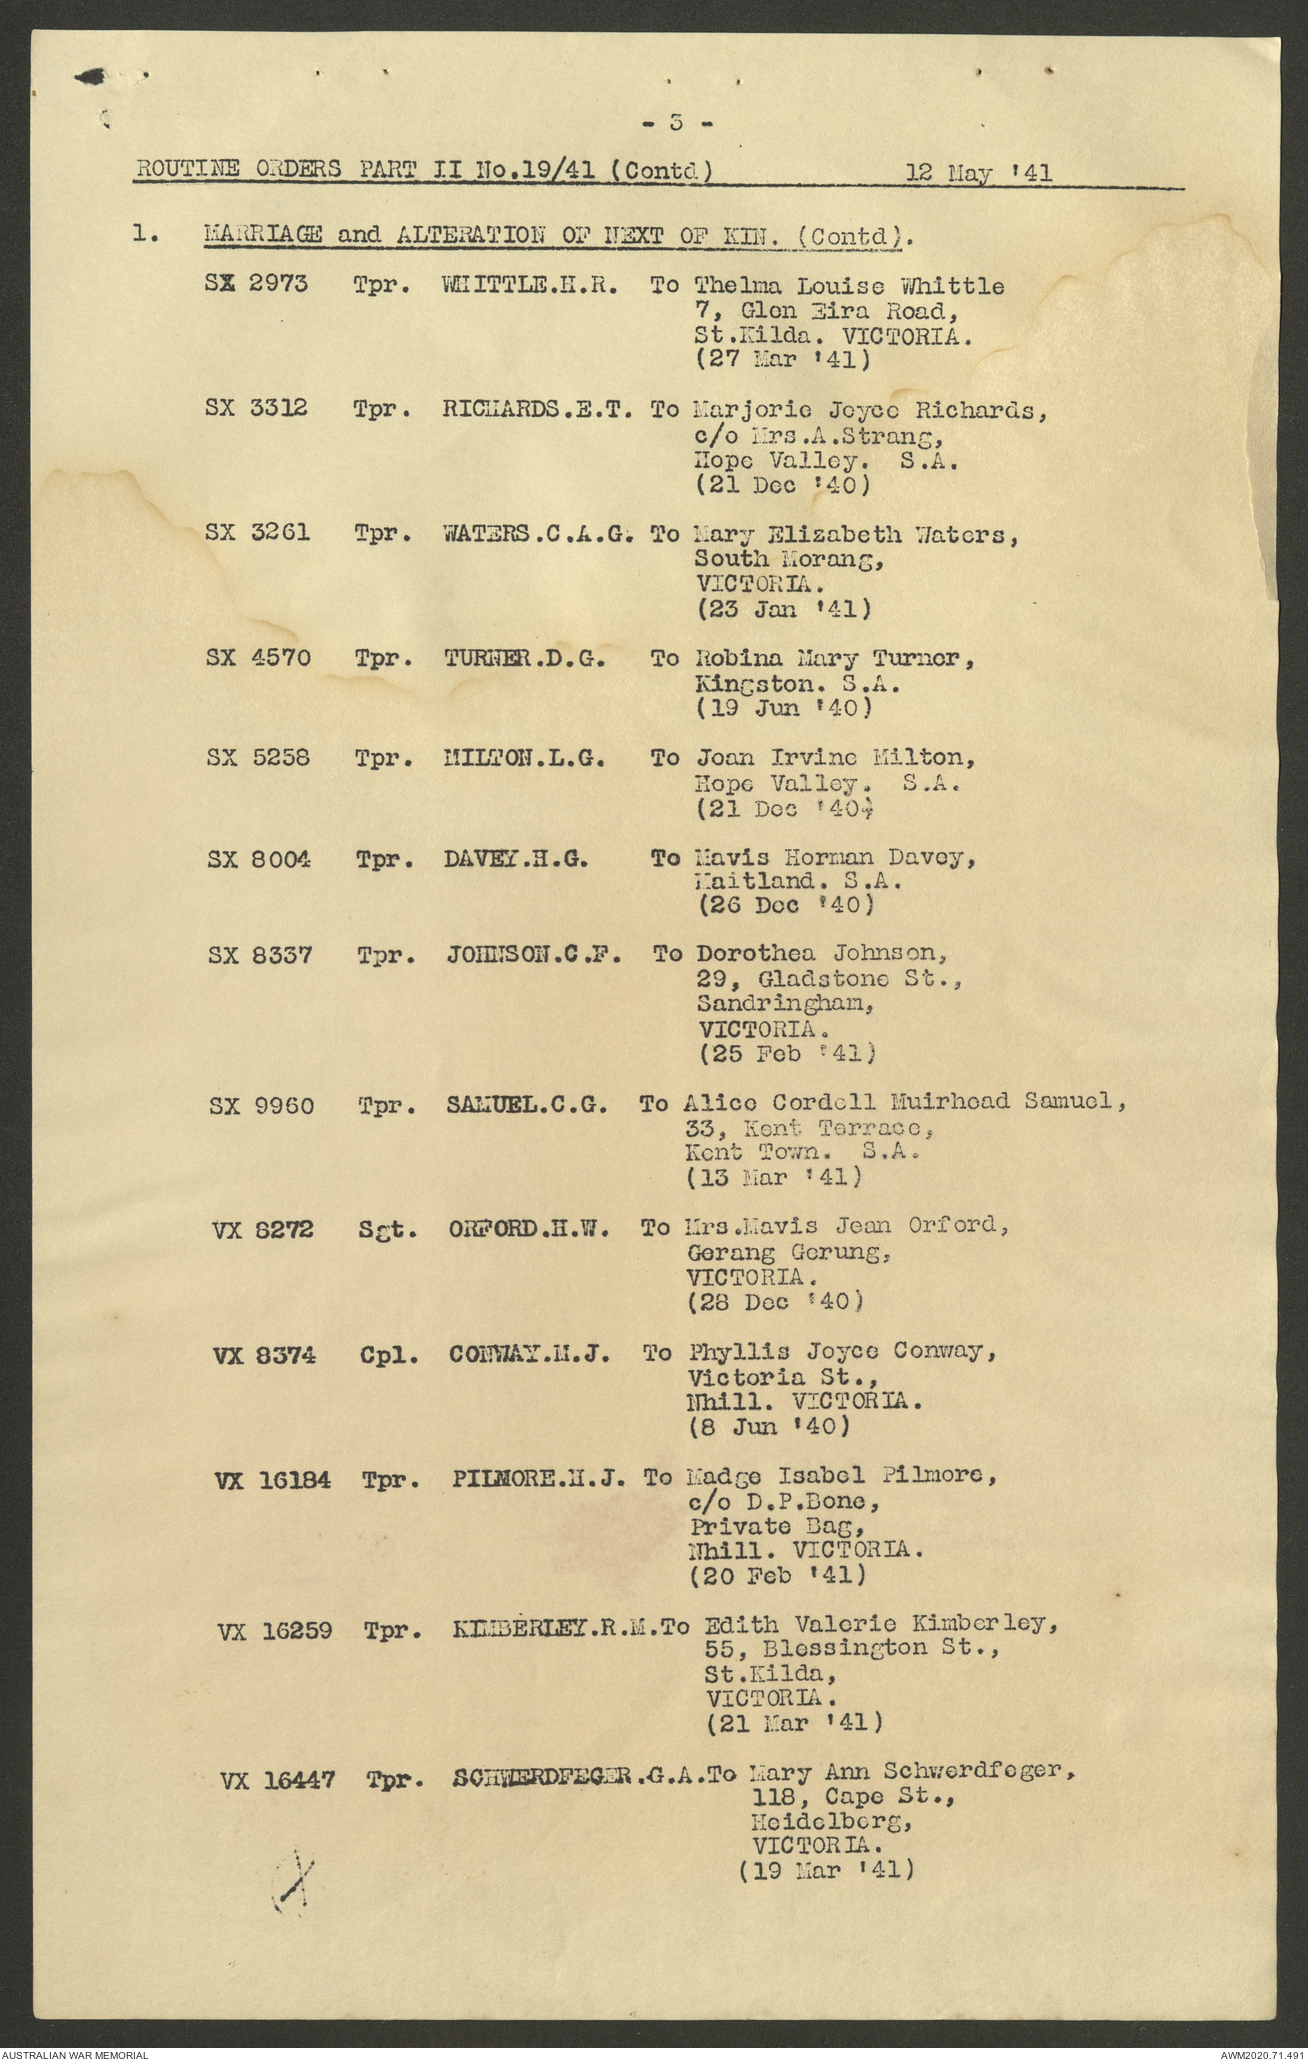 - 3 -
ROUTINE ORDERS PART II No.19/41 (Contd) 12 May '41
1. MARRIAGE and ALTERATION OF NEXT OF KIN. (Contd).
SX 2973 Tpr. WHITTLE.H.R. To Thelma Louise Whittle
7, Glen Eira Road,
St.Kilda. VICTORIA.
(27 Mar '41)
SX 3312 Tpr. RICHARDS.E.T. To Marjorie Joyce Richards,
c/o Mrs.A.Strang,
Hope Valley. S.A.
(21 Dec '40)
SX 3261 Tpr. WATERS.C.A.G. To Mary Elizabeth Waters,
South Morang,
VICTORIA.
(23 Jan '41)
SX 4570 Tpr. TURNER.D.G. To Robina Mary Turner,
Kingston. S.A.
(19 Jun '40)
SX 5258 Tpr. MILTON.L.G. To Joan Irvine Milton,
Hope Valley. S.A.
(21 Dec '40)
SX 8004 Tpr. DAVEY.H.G. To Mavis Horman Davey,
Maitland. S.A.
(26 Dec '40)
SX 8337 Tpr. JOHNSON.C.F. To Dorothea Johnson,
29, Gladstone St.,
Sandringham,
VICTORIA.
(25 Feb '41)
SX 9960 Tpr. SAMUEL.C.G. To Alice Cordell Muirhead Samuel,
33, Kent Terrace,
Kent Town. S.A.
(13 Mar '41)
VX 8272 Sgt. ORFORD.H.W. To Mrs.Mavis Jean Orford,
Gerang Gerung,
VICTORIA.
(28 Dec '40)
VX 8374 Cpl. CONWAY.M.J. To Phyllis Joyce Conway,
Victoria St.,
Nhill. VICTORIA.
(8 Jun '40)
VX 16184 Tpr. PILMORE.H.J. To Madge Isabel Pilmore,
c/o D.P.Bone,
Private Bag,
Nhill. VICTORIA.
(20 Feb '41)
VX 16259 Tpr. KIMBERLEY.R.M.To Edith Valerie Kimberley,
55, Blessington St.,
St.Kilda,
VICTORIA.
(21 Mar '41)
VX 16447 Tpr. SCHWERDFEGER.G.A.To Mary Ann Schwerdfeger,
118, Cape St.,
Heidelberg,
VICTORIA.
(19 Mar '41)
AUSTRALIAN WAR MEMORIAL AWM2020.71.491